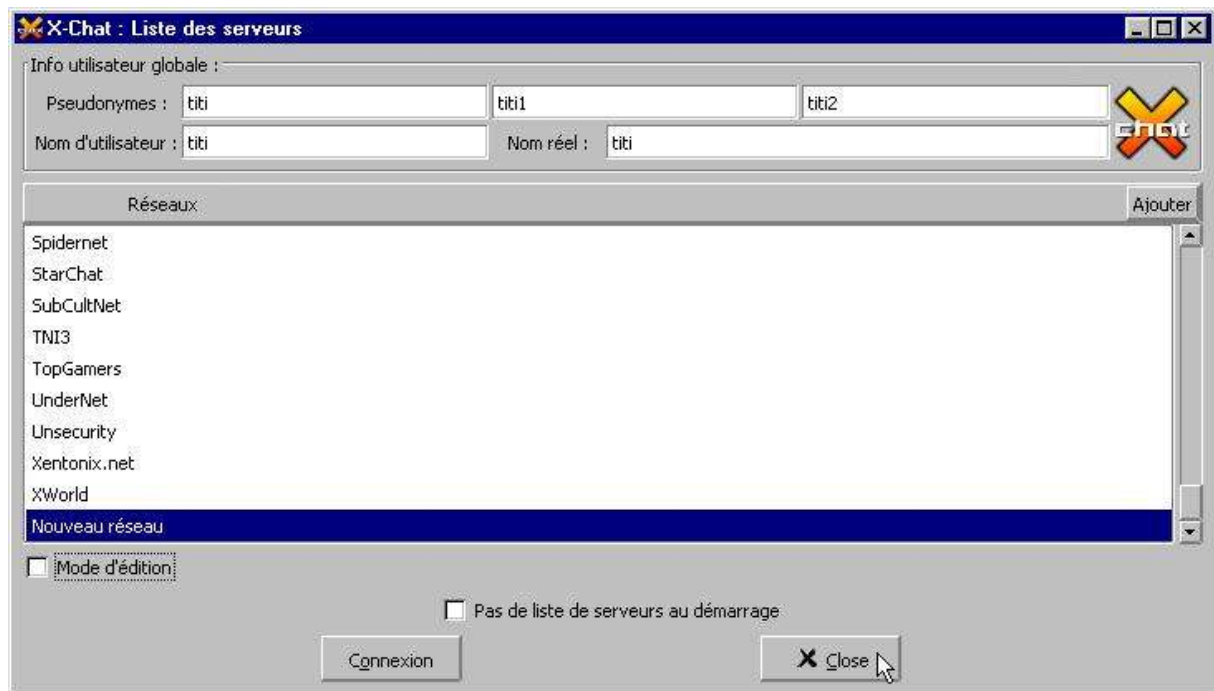 X-Chat : Liste des serveurs
Info utilisateur globale :
Pseudonymes : titi titi1 titi2
Nom d'utilisateur : titi Nom réel : titi
chat
Réseaux Ajouter
Spidernet
StarChat
SubCultNet
TNI3
TopGamers
UnderNet
Unsecurity
Xentonix.net
XWorld
Nouveau réseau
Mode d'édition
Pas de liste de serveurs au démarrage
Connexion Close